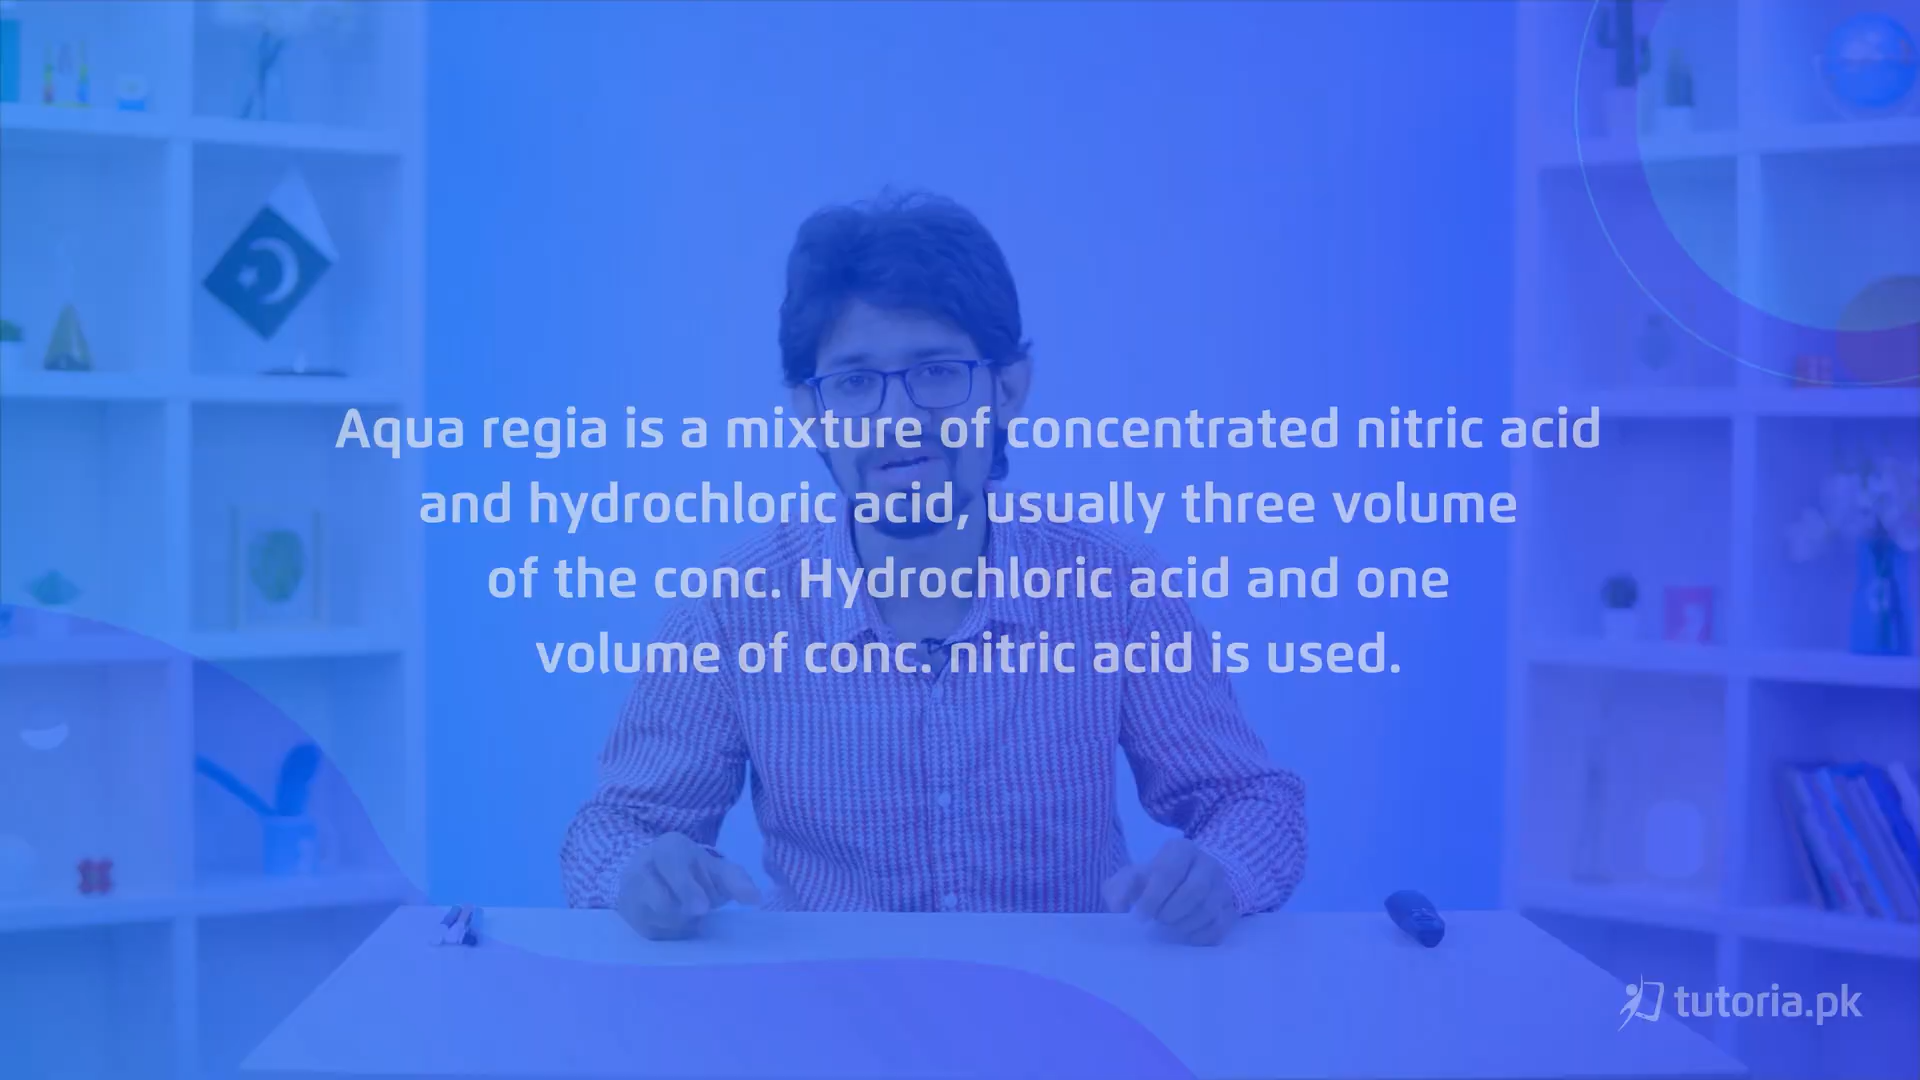 Aqua regia is a mixture of concentrated nitric acid
and hydrochloric acid, usually three volume
of the conc. Hydrochloric acid and one
volume of conc. nitric acid is used.
tutoria.pk